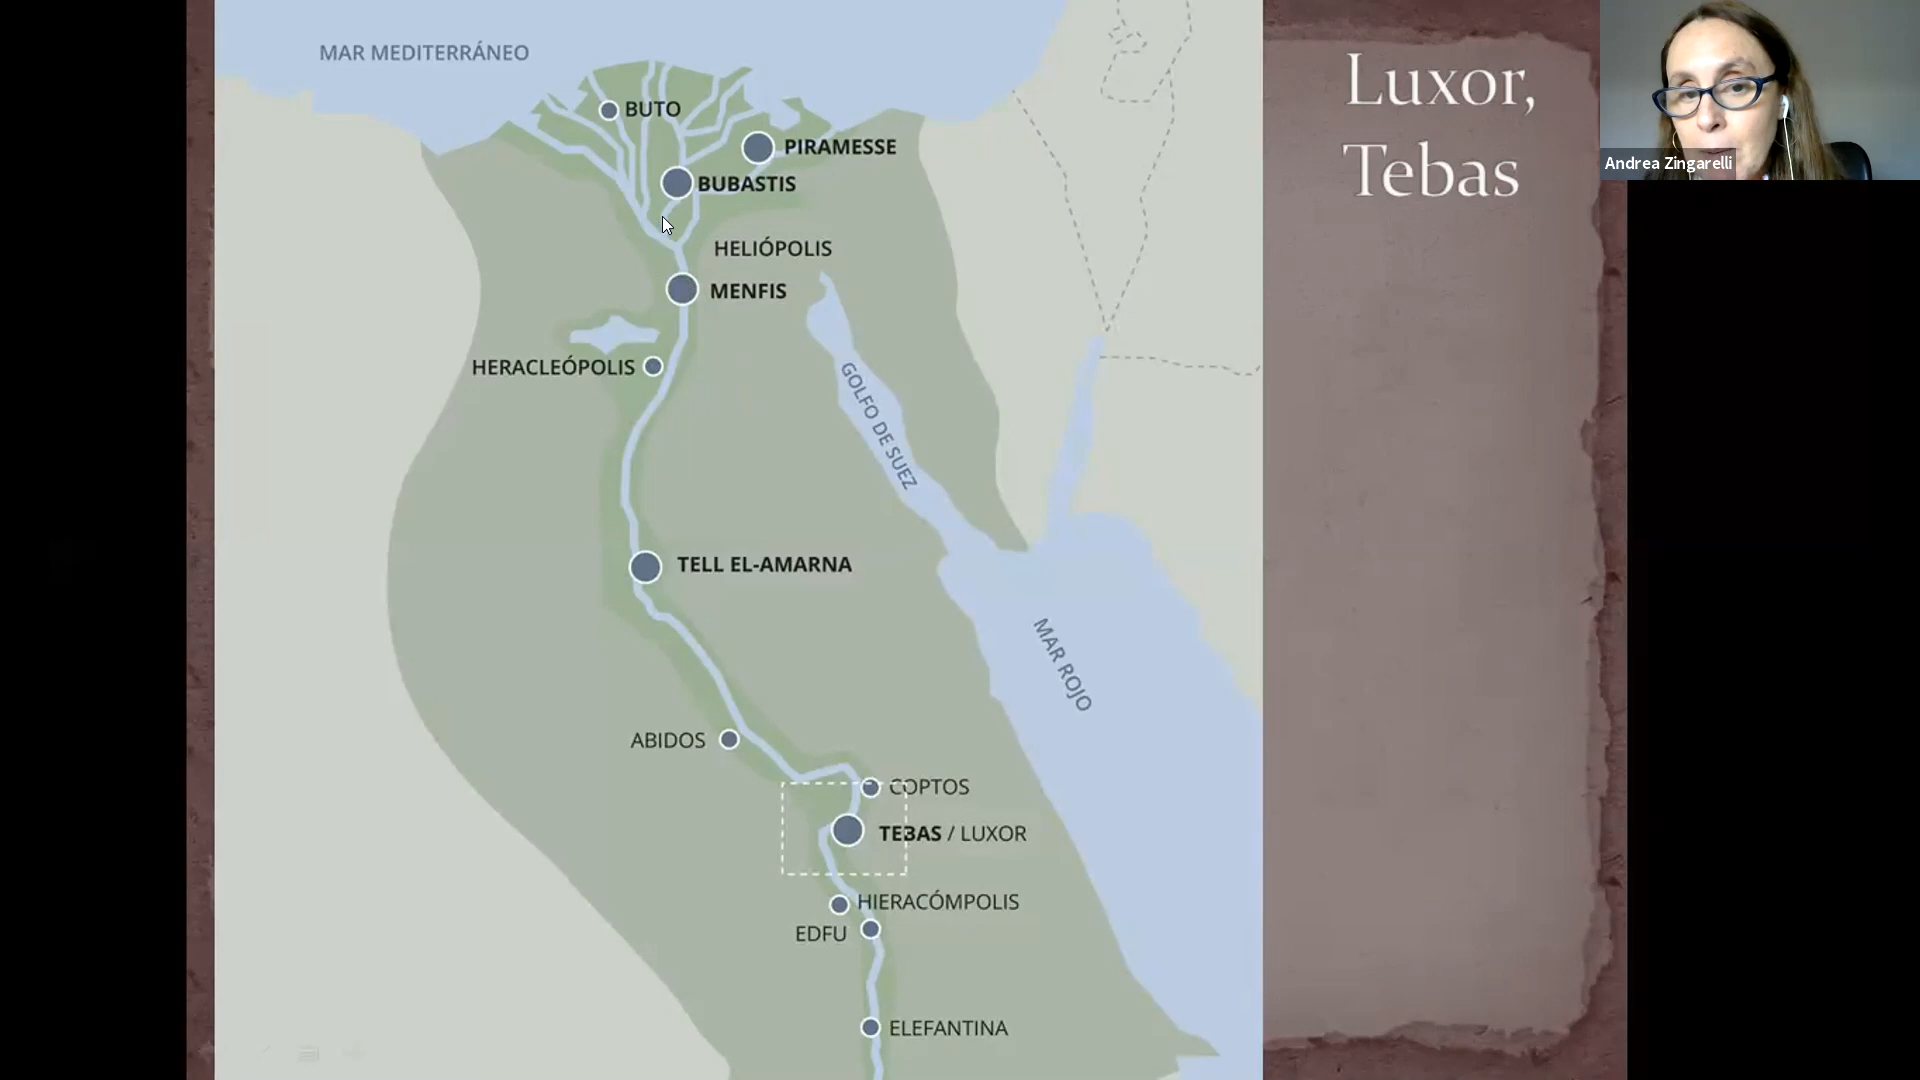 MAR MEDITERRÁNEO
BUTO
PIRAMESSE
BUBASTIS
HELIÓPOLIS
MENFIS
HERACLEÓPOLIS
GOLFO DE SUEZ
TELL EL-AMARNA
MAR ROJO
ABIDOS
COPTOS
TEBAS / LUXOR
HIERACÓMPOLIS
EDFU
ELEFANTINA
Luxor,
Tebas
Andrea Zingarelli